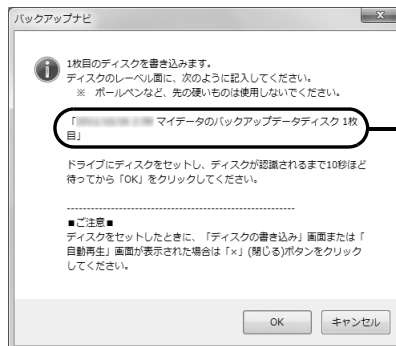 バックアップナビ
1枚目のディスクを書き込みます。
ディスクのレーベル面に、次のように記入してください。
※ ボールペンなど、先の硬いものは使用しないでください。
「 マイデータのバックアップデータディスク 1枚
目」
ドライブにディスクをセットし、ディスクが認識されるまで10秒ほど
待ってから「OK」をクリックしてください。
------------------------------------------------------------
■ご注意■
ディスクをセットしたときに、「ディスクの書き込み」画面または「
自動再生」画面が表示された場合は「×」(閉じる)ボタンをクリック
してください。
OK
キャンセル